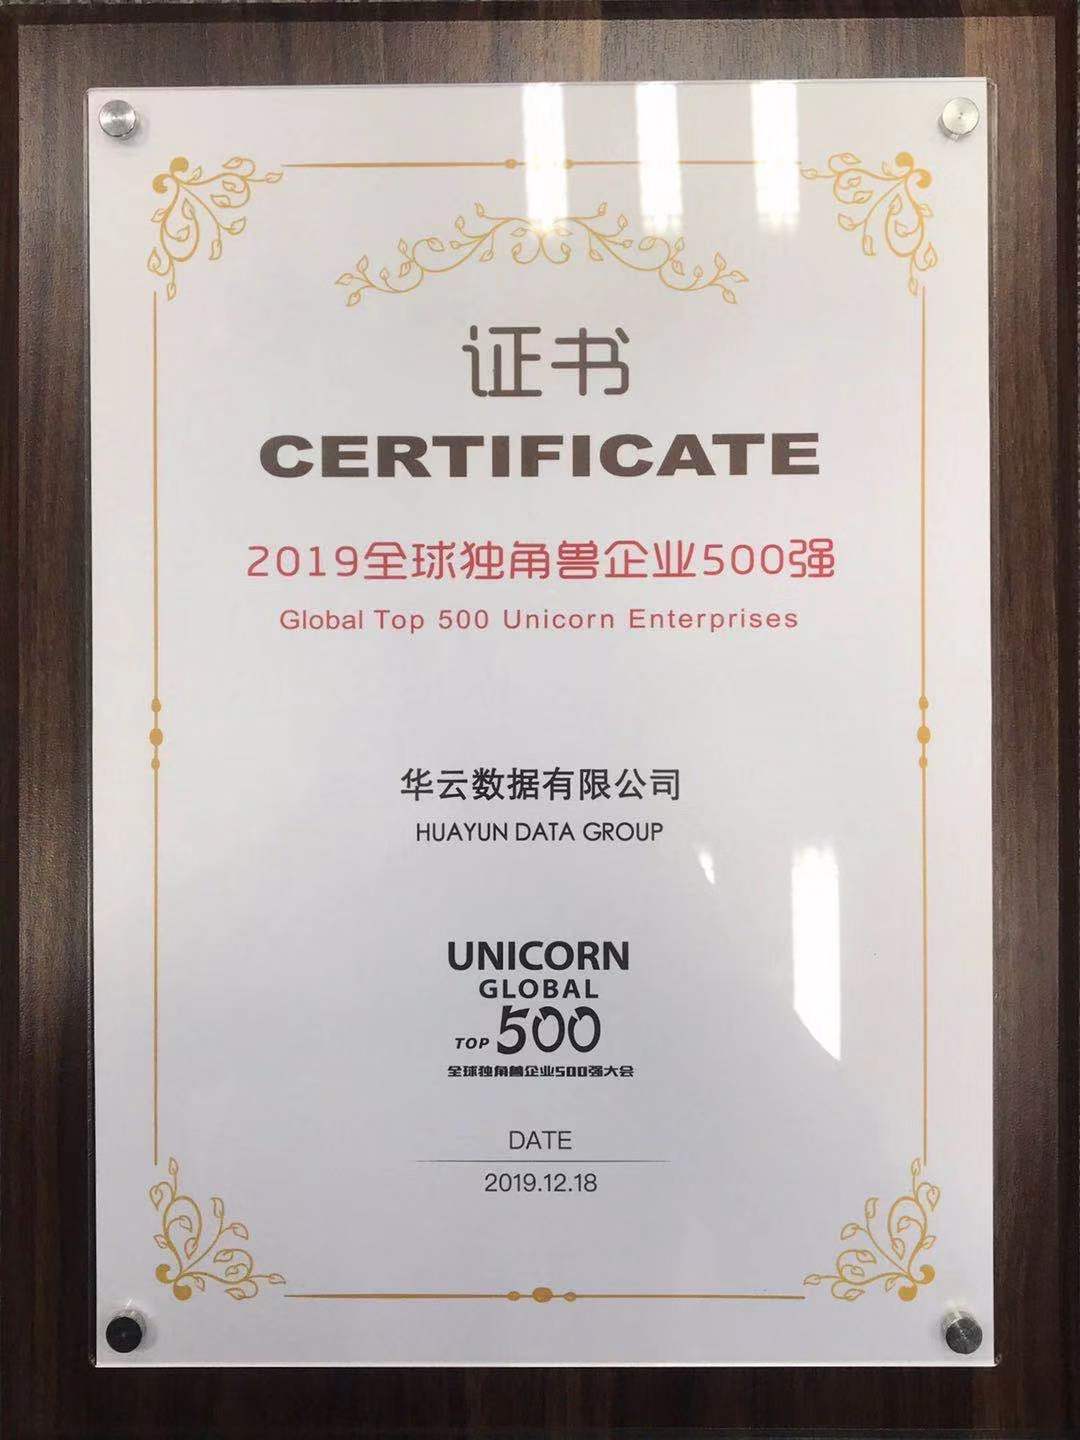 证书
CERTIFICATE
2019全球独角兽企业500强
Global Top 500 Unicorn Enterprises
华云数据有限公司
HUAYUN DATA GROUP
UNICORN
GLOBAL
TOP 500
全球独角兽企业500强大会
DATE
2019.12.18